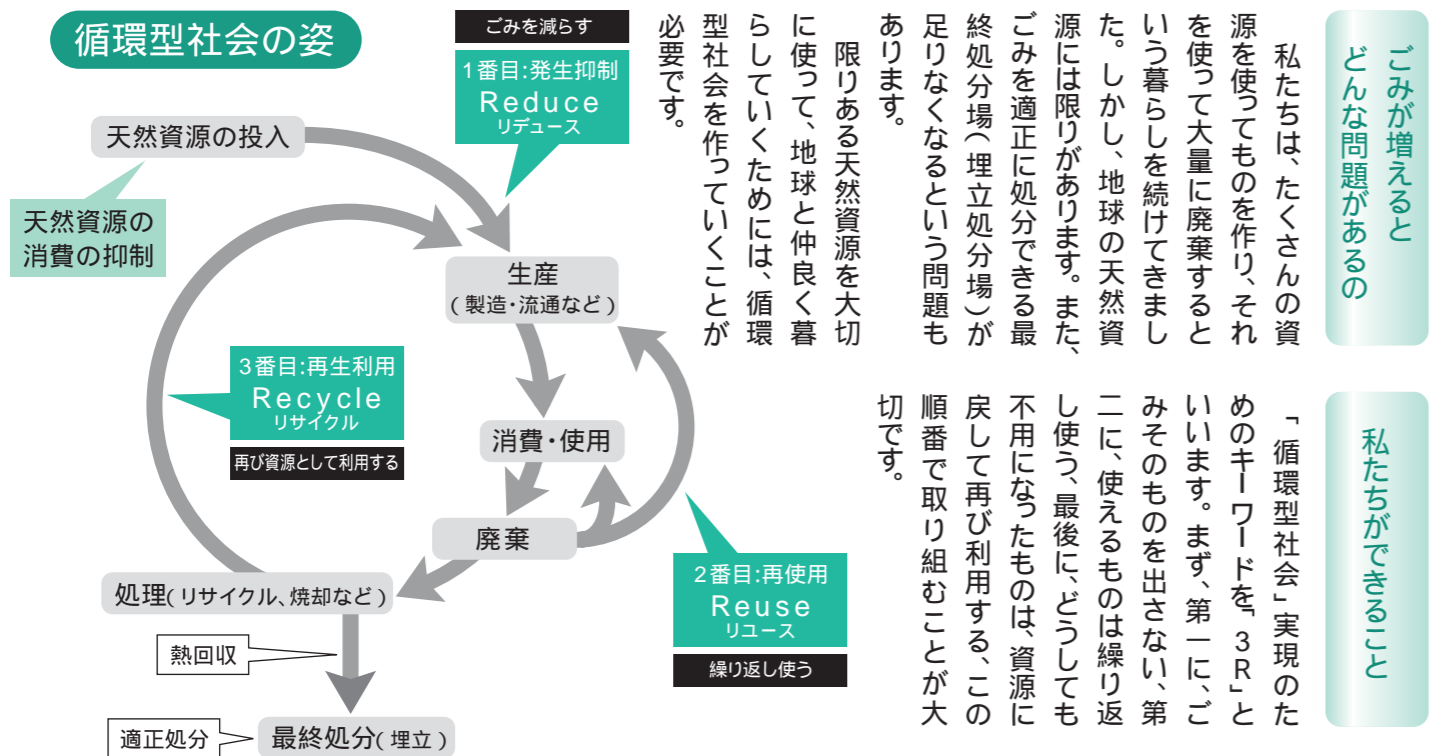 循環型社会の姿
ごみを減らす
1番目:発生抑制
Reduce
リデュース
天然資源の投入
天然資源の
消費の抑制
生産
(製造・流通など)
3番目:再生利用
Recycle
リサイクル
再び資源として利用する
消費・使用
廃棄
2番目:再使用
Reuse
リユース
繰り返し使う
処理(リサイクル、焼却など)
熱回収
適正処分
最終処分(埋立)
ごみが増えると
どんな問題があるの
私たちは、たくさんの資
源を使ってものを作り、それ
を使って大量に廃棄すると
いう暮らしを続けてきまし
た。しかし、地球の天然資
源には限りがあります。また、
ごみを適正に処分できる最
終処分場(埋立処分場)が
足りなくなるという問題も
あります。
限りある天然資源を大切
に使って、地球と仲良く暮
らしていくためには、循環
型社会を作っていくことが
必要です。
私たちができること
「循環型社会」実現のた
めのキーワードを「3R」と
いいます。まず、第一に、ご
みそのものを出さない、第
二に、使えるものは繰り返
し使う、最後に、どうしても
不用になったものは、資源に
戻して再び利用する、この
順番で取り組むことが大
切です。